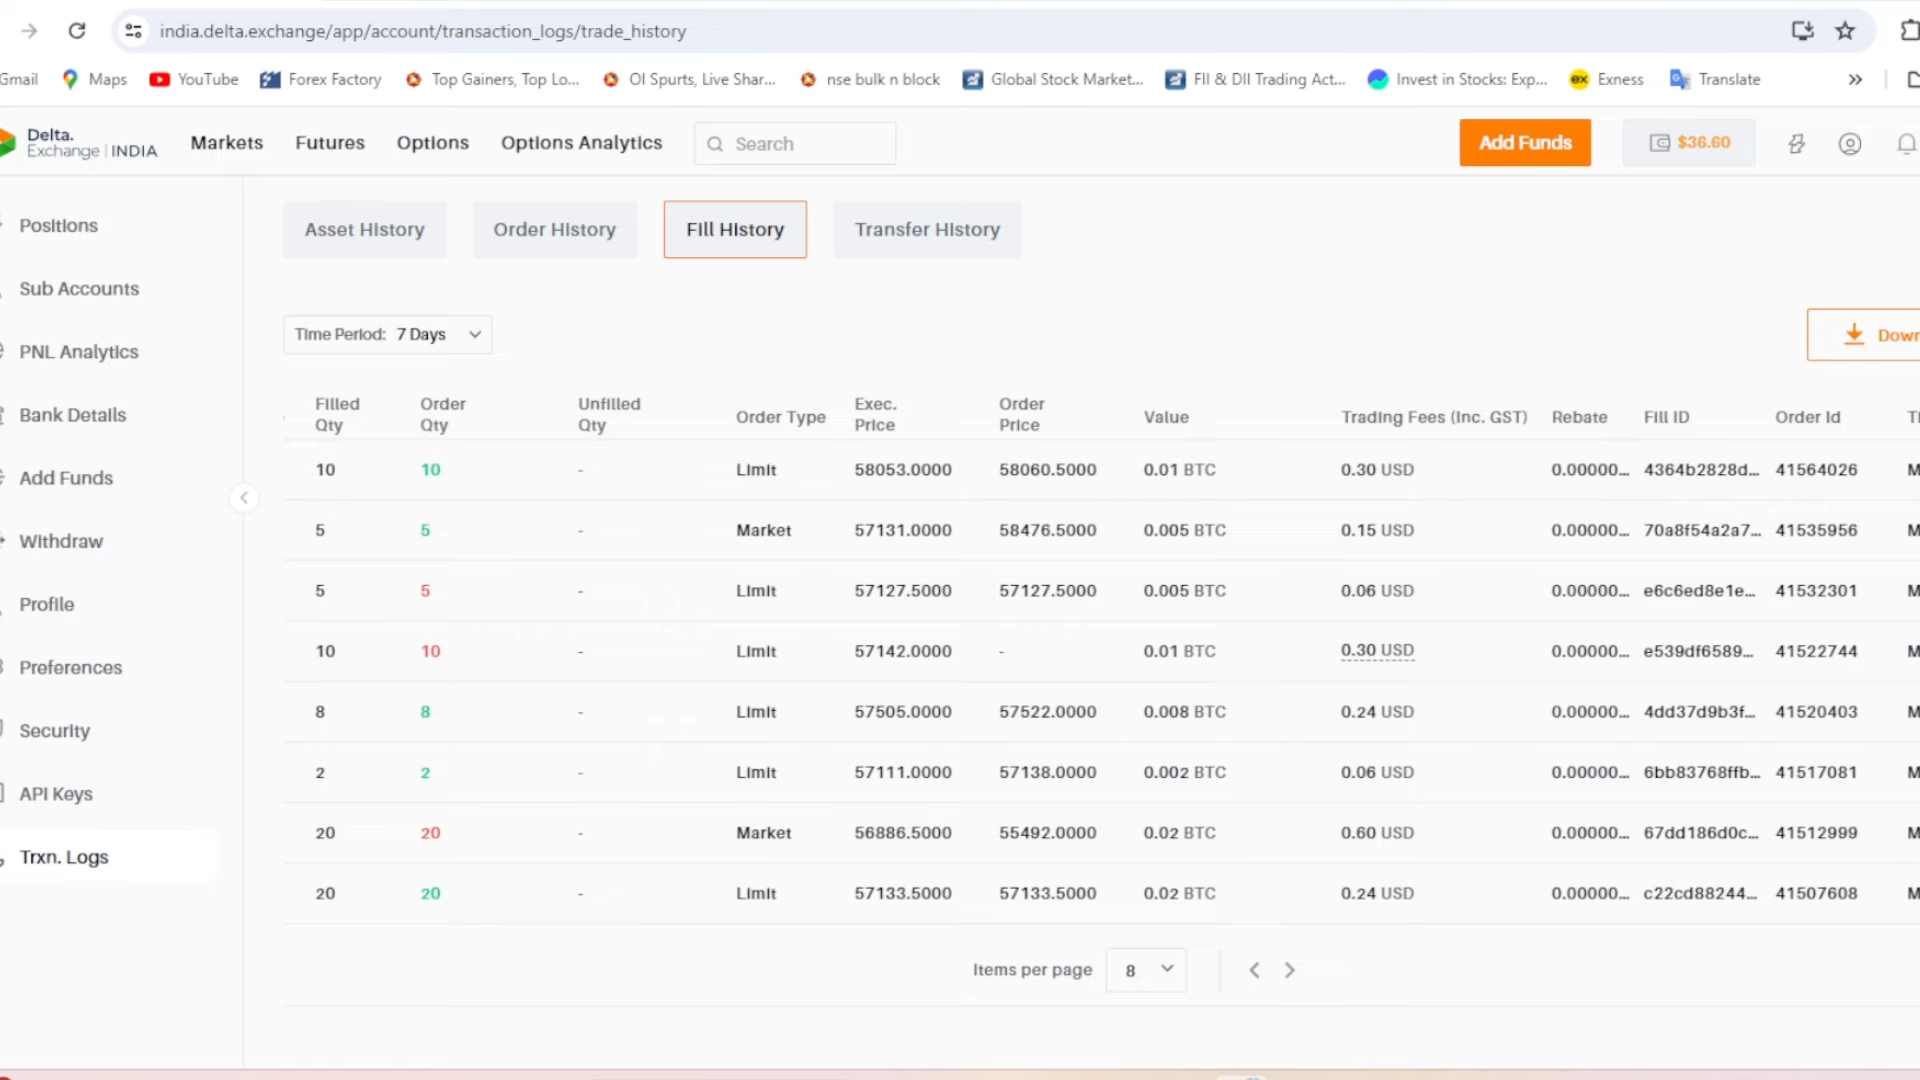 india.delta.exchange/app/account/transaction_logs/trade_history
Gmail Maps YouTube Forex Factory Top Gainers, Top Lo... OI Spurts, Live Shar... nse bulk n block Global Stock Market... FII & DII Trading Act... Invest in Stocks: Exp... Exness Translate
Delta.
Exchange | INDIA
Markets Futures Options Options Analytics Search Add Funds $36.60
Positions
Sub Accounts
PNL Analytics
Bank Details
Add Funds
Withdraw
Profile
Preferences
Security
API Keys
Trxn. Logs
Asset History Order History Fill History Transfer History
Time Period: 7 Days
Down
Filled Qty Order Qty Unfilled Qty Order Type Exec. Price Order Price Value Trading Fees (Inc. GST) Rebate Fill ID Order Id
10 10 - Limit 58053.0000 58060.5000 0.01 BTC 0.30 USD 0.00000... 4364b2828d... 41564026 M
5 5 - Market 57131.0000 58476.5000 0.005 BTC 0.15 USD 0.00000... 70a8f54a2a7... 41535956 M
5 5 - Limit 57127.5000 57127.5000 0.005 BTC 0.06 USD 0.00000... e6c6ed8e1e... 41532301 M
10 10 - Limit 57142.0000 - 0.01 BTC 0.30 USD 0.00000... e539df6589... 41522744 M
8 8 - Limit 57505.0000 57522.0000 0.008 BTC 0.24 USD 0.00000... 4dd37d9b3f... 41520403 M
2 2 - Limit 57111.0000 57138.0000 0.002 BTC 0.06 USD 0.00000... 6bb83768ffb... 41517081 M
20 20 - Market 56886.5000 55492.0000 0.02 BTC 0.60 USD 0.00000... 67dd186d0c... 41512999 M
20 20 - Limit 57133.5000 57133.5000 0.02 BTC 0.24 USD 0.00000... c22cd88244... 41507608 M
Items per page 8